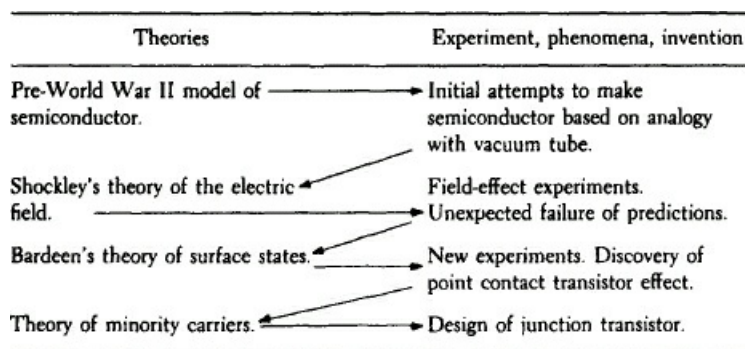 Theories Experiment, phenomena, invention
Pre-World War II model of
semiconductor.
Initial attempts to make
semiconductor based on analogy
with vacuum tube.
Shockley's theory of the electric
field.
Field-effect experiments.
Unexpected failure of predictions.
Bardeen's theory of surface states.
New experiments. Discovery of
point contact transistor effect.
Theory of minority carriers.
Design of junction transistor.